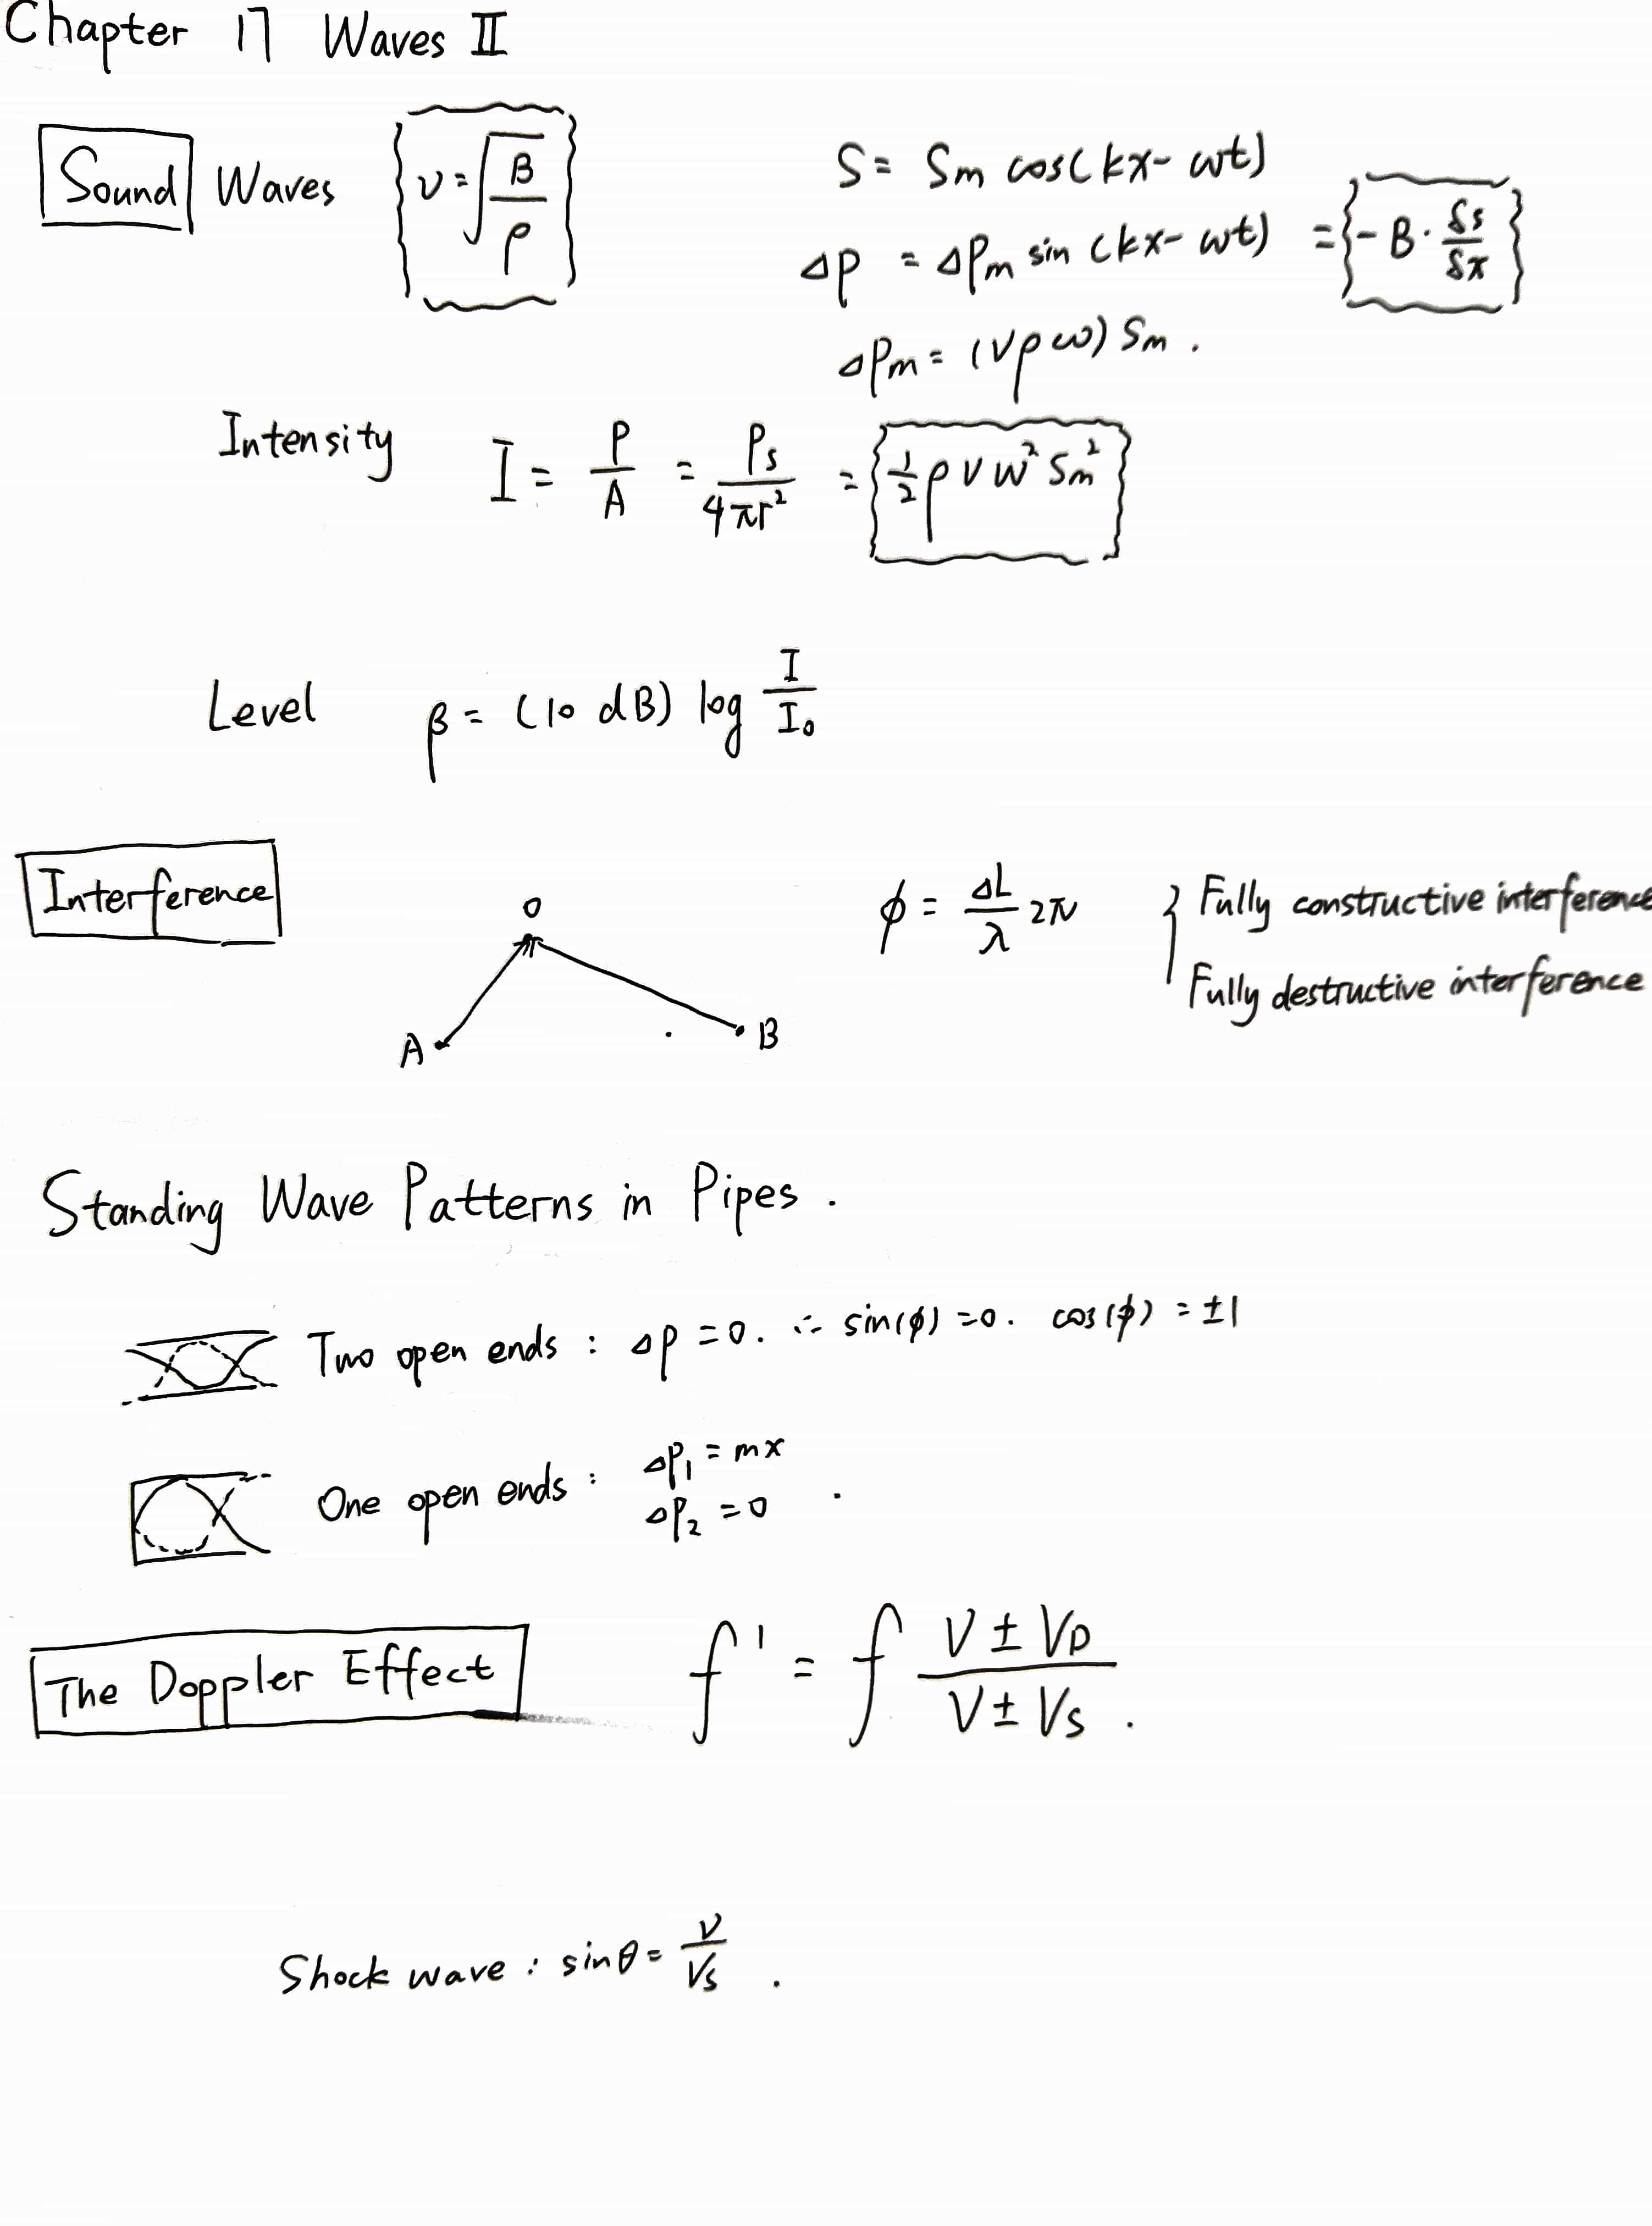 Chapter 17 Waves II
Sound Waves v = √(B/ρ)
S = Sm cos(kx - ωt)
ΔP = ΔPm sin(kx - ωt) = -B · δs/δx
ΔPm = (vρω) Sm.
Intensity I = P/A = Ps/4πr² = ½ρvω²Sm²
Level β = (10 dB) log I/I₀
Interference
O
A
B
φ = ΔL/λ 2π
{ Fully constructive interference
Fully destructive interference
Standing Wave Patterns in Pipes.
Two open ends : ΔP = 0. ∴ sin(φ) = 0. cos(φ) = ±1
One open ends : ΔP₁ = mx
ΔP₂ = 0
The Doppler Effect f' = f (V ± VD)/(V ± VS).
Shock wave : sinθ = V/Vs.